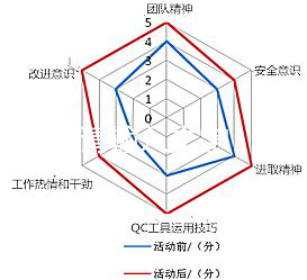 团队精神
5
4
3
2
1
0
安全意识
进取精神
QC工具运用技巧
工作热情和干劲
改进意识
活动前/（分）
活动后/（分）